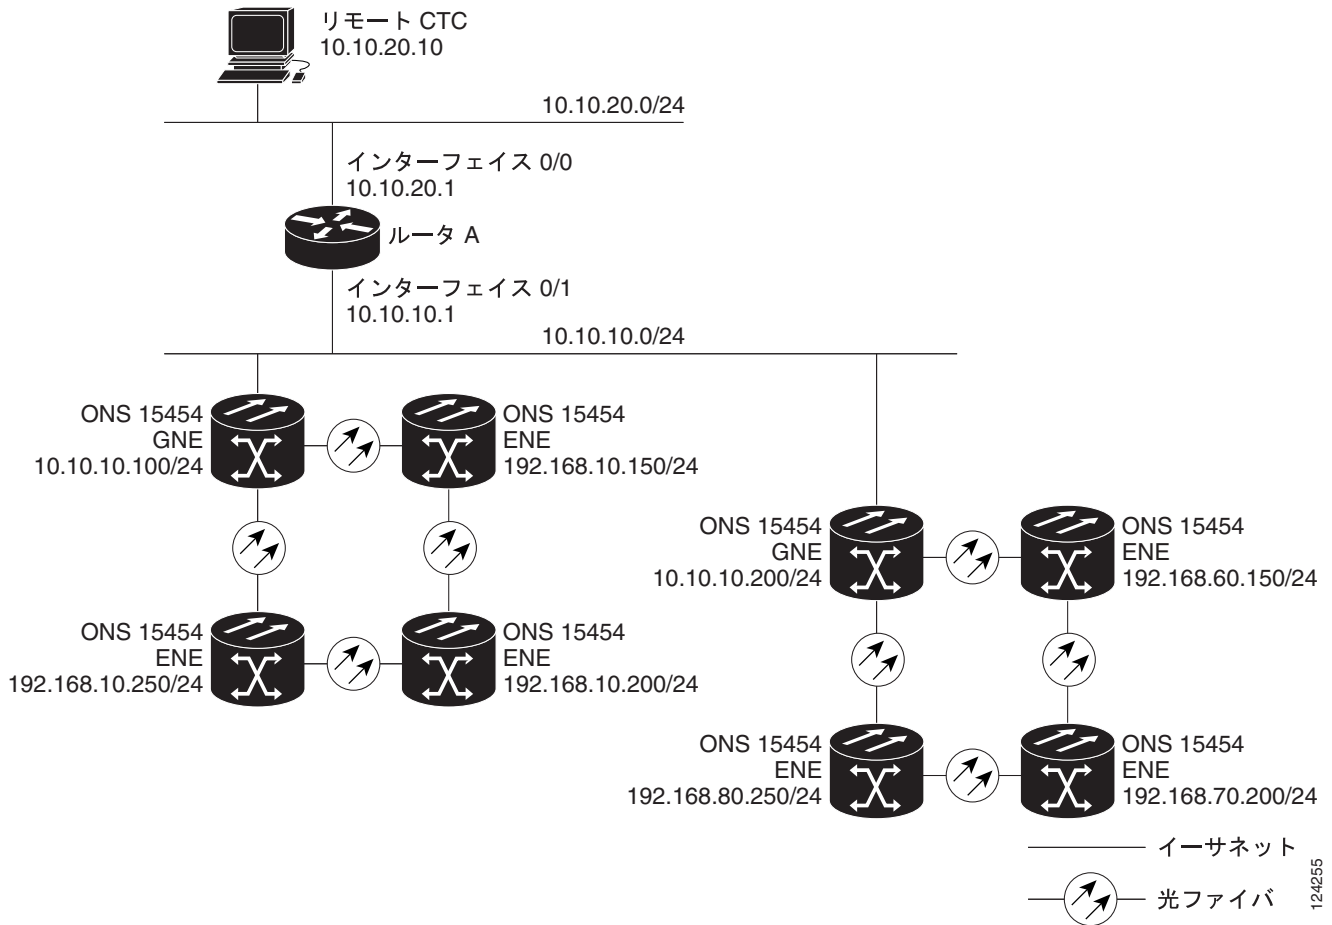 リモート CTC
10.10.20.10
10.10.20.0/24
インターフェイス 0/0
10.10.20.1
ルータ A
インターフェイス 0/1
10.10.10.1
10.10.10.0/24
ONS 15454
GNE
10.10.10.100/24
ONS 15454
ENE
192.168.10.150/24
ONS 15454
ENE
192.168.10.250/24
ONS 15454
ENE
192.168.10.200/24
ONS 15454
GNE
10.10.10.200/24
ONS 15454
ENE
192.168.60.150/24
ONS 15454
ENE
192.168.80.250/24
ONS 15454
ENE
192.168.70.200/24
イーサネット
光ファイバ
124255